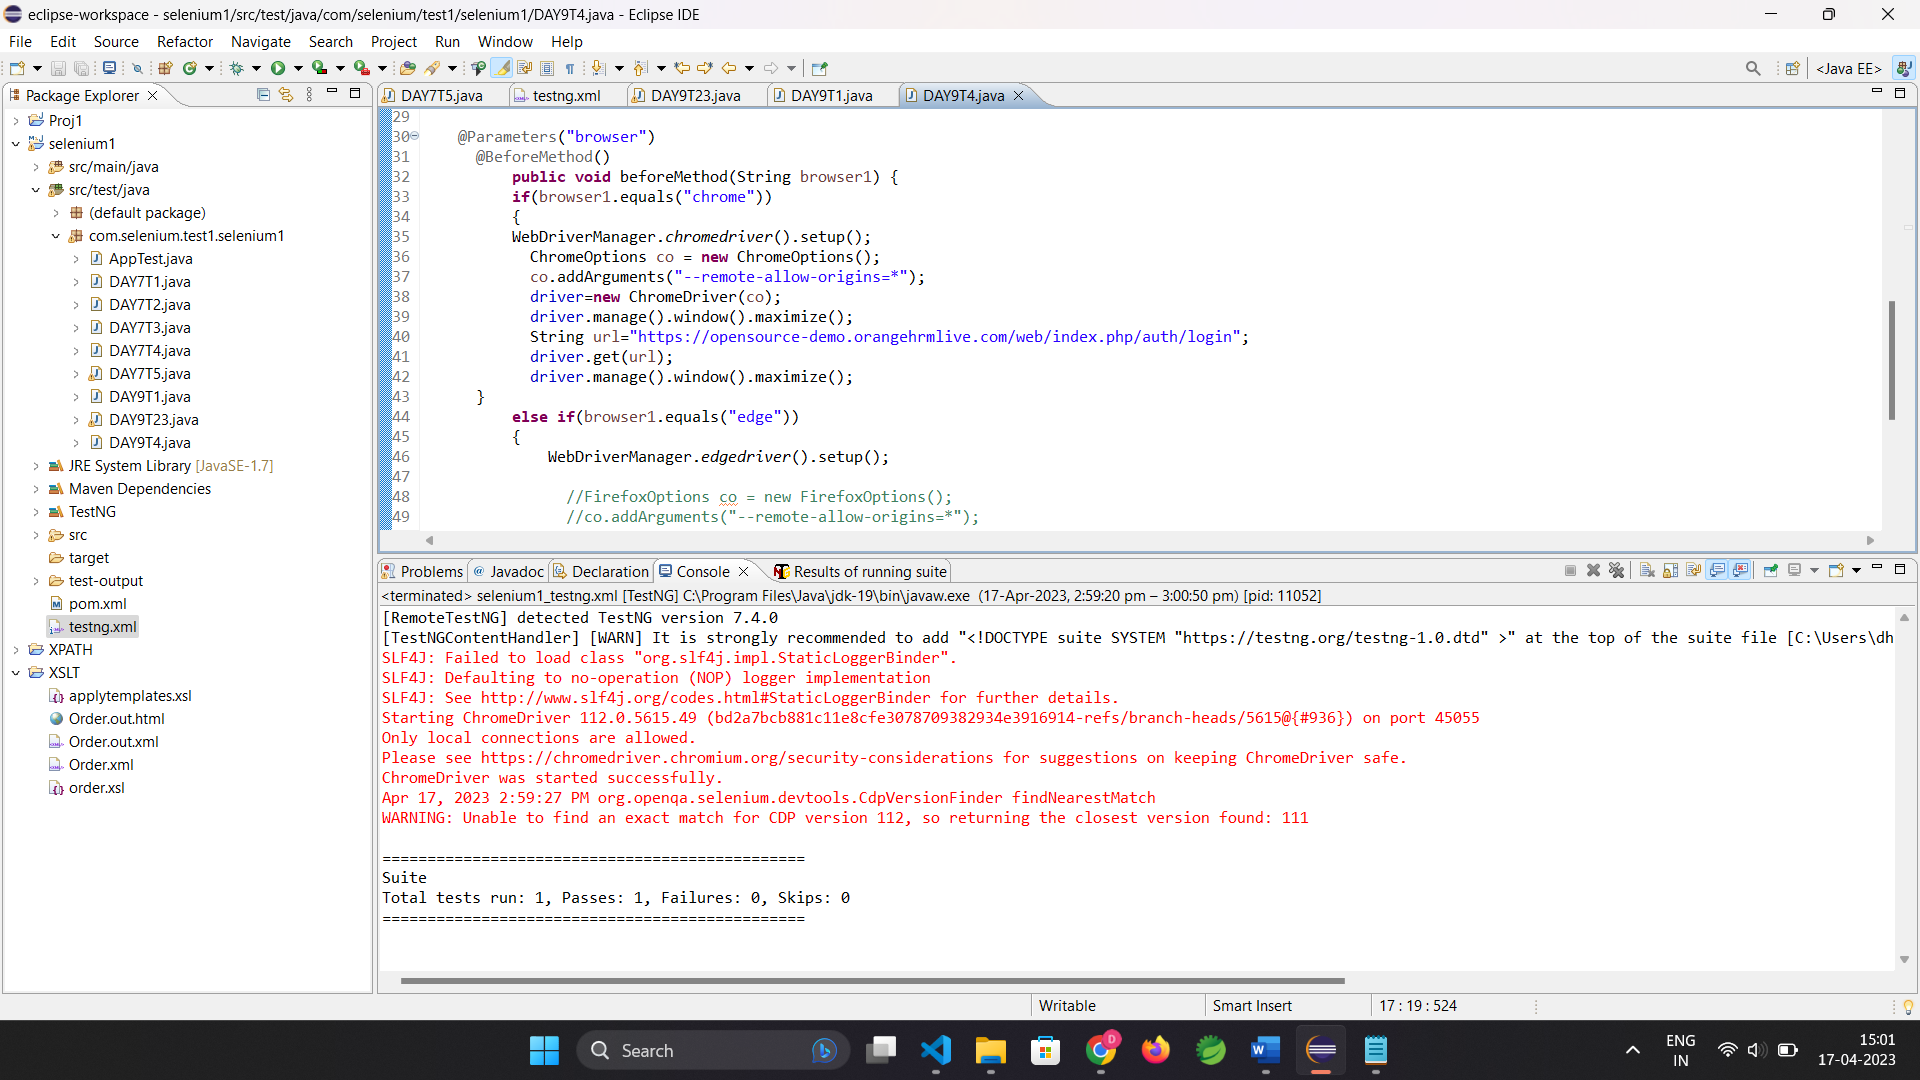 eclipse-workspace - selenium1/src/test/java/com/selenium/test1/selenium1/DAY9T4.java - Eclipse IDE
File Edit Source Refactor Navigate Search Project Run Window Help
<Java EE>
Package Explorer
Proj1
selenium1
src/main/java
src/test/java
(default package)
com.selenium.test1.selenium1
AppTest.java
DAY7T1.java
DAY7T2.java
DAY7T3.java
DAY7T4.java
DAY7T5.java
DAY9T1.java
DAY9T23.java
DAY9T4.java
JRE System Library [JavaSE-1.7]
Maven Dependencies
TestNG
src
target
test-output
pom.xml
testng.xml
XPATH
XSLT
applytemplates.xsl
Order.out.html
Order.out.xml
Order.xml
order.xsl
DAY7T5.java testng.xml DAY9T23.java DAY9T1.java DAY9T4.java
29
30 @Parameters("browser")
31 @BeforeMethod()
32 public void beforeMethod(String browser1) {
33 if(browser1.equals("chrome"))
34 {
35 WebDriverManager.chromedriver().setup();
36 ChromeOptions co = new ChromeOptions();
37 co.addArguments("--remote-allow-origins=*");
38 driver=new ChromeDriver(co);
39 driver.manage().window().maximize();
40 String url="https://opensource-demo.orangehrmlive.com/web/index.php/auth/login";
41 driver.get(url);
42 driver.manage().window().maximize();
43 }
44 else if(browser1.equals("edge"))
45 {
46 WebDriverManager.edgedriver().setup();
47
48 //FirefoxOptions co = new FirefoxOptions();
49 //co.addArguments("--remote-allow-origins=*");
Problems Javadoc Declaration Console Results of running suite
<terminated> selenium1_testng.xml [TestNG] C:\Program Files\Java\jdk-19\bin\javaw.exe (17-Apr-2023, 2:59:20 pm – 3:00:50 pm) [pid: 11052]
[RemoteTestNG] detected TestNG version 7.4.0
[TestNGContentHandler] [WARN] It is strongly recommended to add "<!DOCTYPE suite SYSTEM "https://testng.org/testng-1.0.dtd" >" at the top of the suite file [C:\Users\dh
SLF4J: Failed to load class "org.slf4j.impl.StaticLoggerBinder".
SLF4J: Defaulting to no-operation (NOP) logger implementation
SLF4J: See http://www.slf4j.org/codes.html#StaticLoggerBinder for further details.
Starting ChromeDriver 112.0.5615.49 (bd2a7bcb881c11e8cfe3078709382934e3916914-refs/branch-heads/5615@{#936}) on port 45055
Only local connections are allowed.
Please see https://chromedriver.chromium.org/security-considerations for suggestions on keeping ChromeDriver safe.
ChromeDriver was started successfully.
Apr 17, 2023 2:59:27 PM org.openqa.selenium.devtools.CdpVersionFinder findNearestMatch
WARNING: Unable to find an exact match for CDP version 112, so returning the closest version found: 111
===============================================
Suite
Total tests run: 1, Passes: 1, Failures: 0, Skips: 0
===============================================
Writable Smart Insert 17 : 19 : 524
Search
D
ENG
IN
15:01
17-04-2023